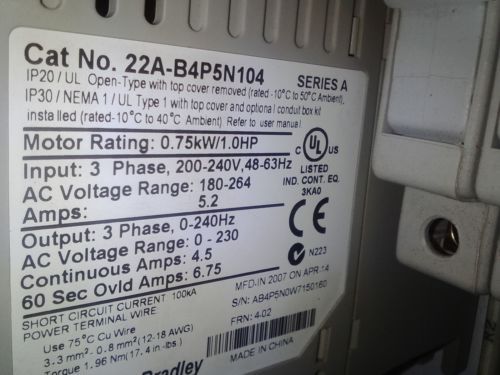 Cat No. 22A-B4P5N104 SERIES A
IP20 / UL Open-Type with top cover removed (rated -10°C to 50°C Ambient),
IP30 / NEMA 1 / UL Type 1 with top cover and optional conduit box kit
installed (rated-10°C to 40°C Ambient) Refer to user manual.
Motor Rating: 0.75kW/1.0HP
Input: 3 Phase, 200-240V,48-63Hz
AC Voltage Range: 180-264
Amps: 5.2
Output: 3 Phase, 0-240Hz
AC Voltage Range: 0 - 230
Continuous Amps: 4.5
60 Sec Ovld Amps: 6.75
C UL US
LISTED
IND. CONT. EQ.
3KA0
CE
N223
SHORT CIRCUIT CURRENT 100kA
POWER TERMINAL WIRE
Use 75°C Cu Wire
3.3 mm²- 0.8 mm²(12-18 AWG)
Torque 1.96 Nm(17.4 in-lbs.)
MFD-IN 2007 ON APR 14
S/N: AB4P5N0W7150160
FRN: 4-02
MADE IN CHINA
Bradley